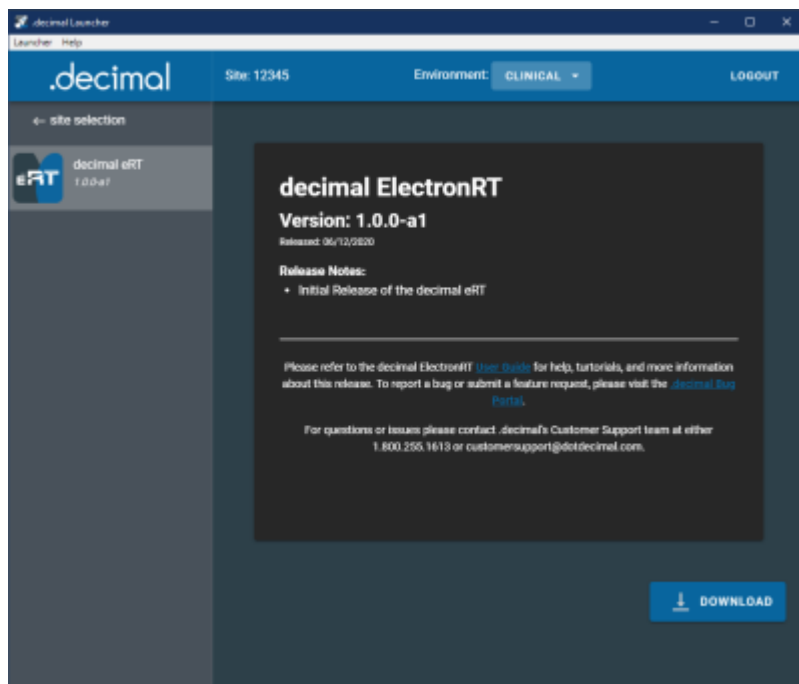 .decimal Launcher
Launcher Help
.decimal
Site: 12345
Environment:
CLINICAL
LOGOUT
← site selection
eRT
decimal eRT
1.0.0-a1
decimal ElectronRT
Version: 1.0.0-a1
Released: 06/12/2020
Release Notes:
• Initial Release of the decimal eRT
Please refer to the decimal ElectronRT User Guide for help, turtorials, and more information
about this release. To report a bug or submit a feature request, please visit the .decimal Bug
Portal.
For questions or issues please contact .decimal's Customer Support team at either
1.800.255.1613 or customersupport@dotdecimal.com.
DOWNLOAD